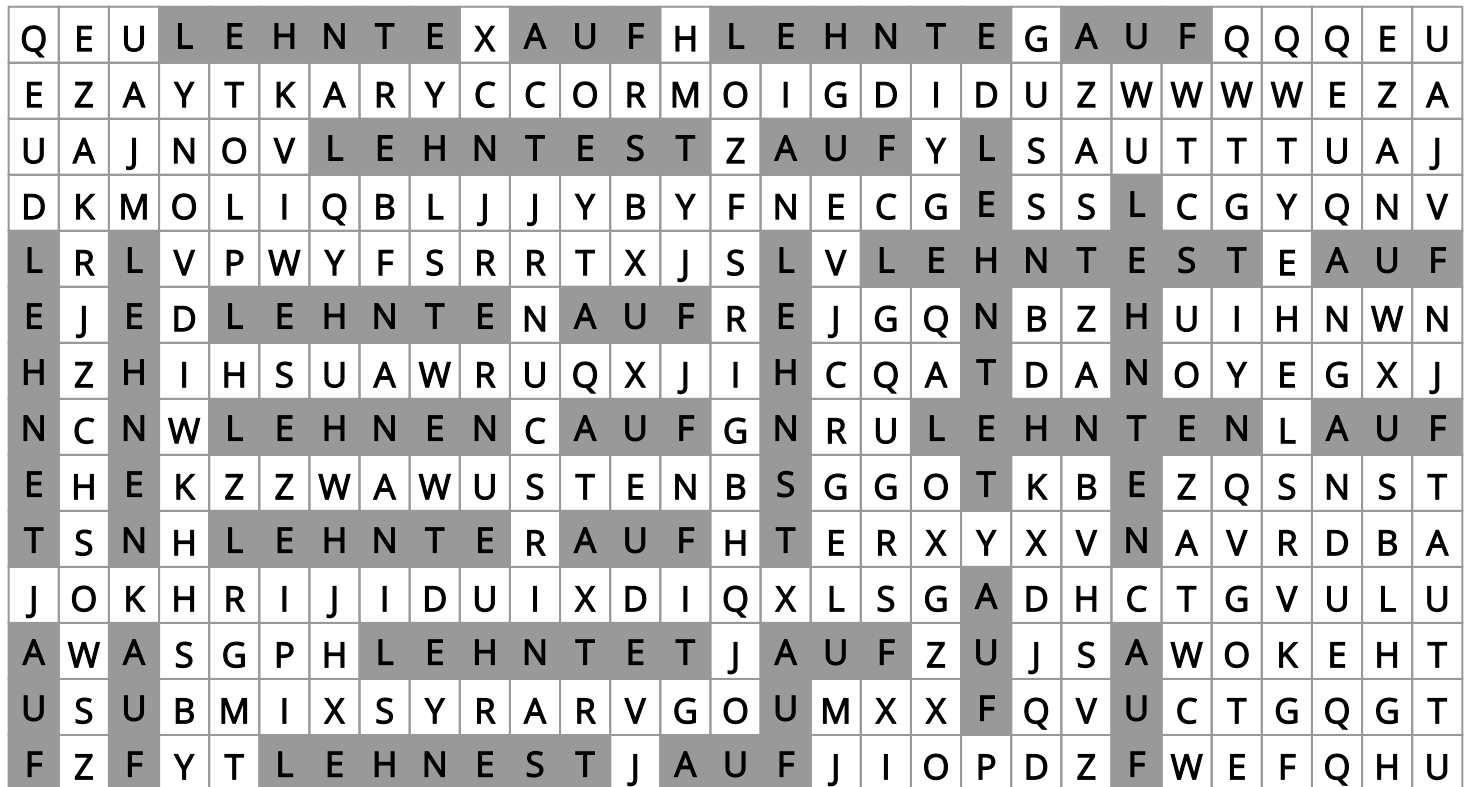 Q E U L E H N T E X A U F H L E H N T E G A U F Q Q Q E U
E Z A Y T K A R Y C C O R M O I G D I D U Z W W W W E Z A
U A J N O V L E H N T E S T Z A U F Y L S A U T T T U A J
D K M O L I Q B L J J Y B Y F N E C G E S S L C G Y Q N V
L R L V P W Y F S R R T X J S L V L E H N T E S T E A U F
E J E D L E H N T E N A U F R E J G Q N B Z H U I H N W N
H Z H I H S U A W R U Q X J I H C Q A T D A N O Y E G X J
N C N W L E H N E N C A U F G N R U L E H N T E N L A U F
E H E K Z Z W A W U S T E N B S G G O T K B E Z Q S N S T
T S N H L E H N T E R A U F H T E R X Y X V N A V R D B A
J O K H R I J I D U I X D I Q X L S G A D H C T G V U L U
A W A S G P H L E H N T E T J A U F Z U J S A W O K E H T
U S U B M I X S Y R A R V G O U M X X F Q V U C T G Q G T
F Z F Y T L E H N E S T J A U F J I O P D Z F W E F Q H U